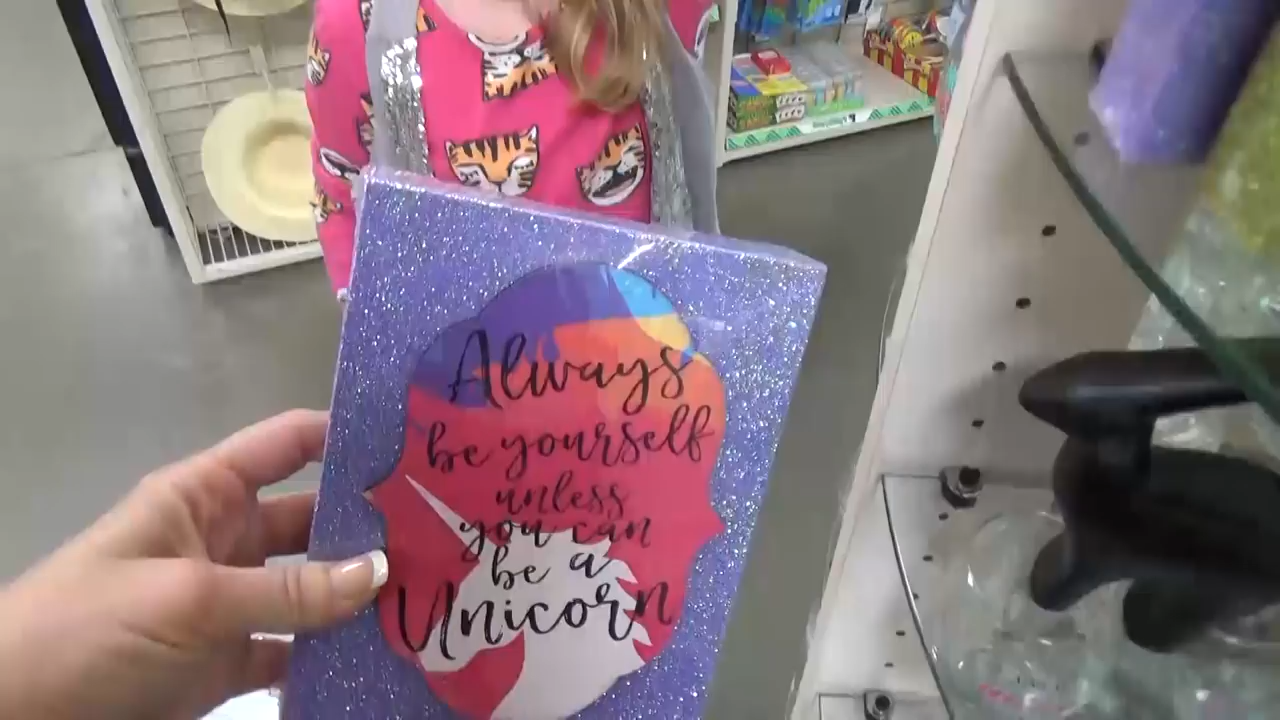 Always
be yourself
unless
you can
be a
Unicorn